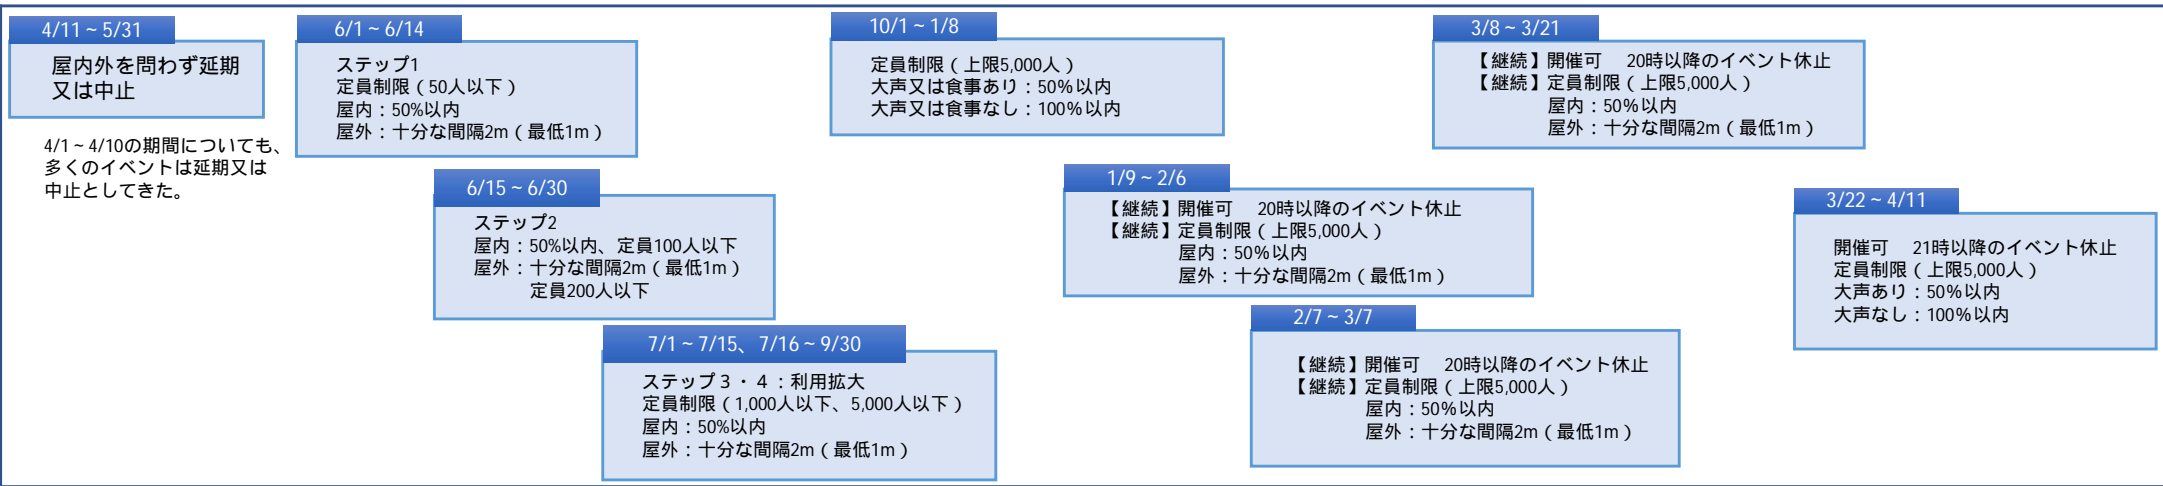 4/11～5/31
屋内外を問わず延期
又は中止
4/1～4/10の期間についても、
多くのイベントは延期又は
中止としてきた。
6/1～6/14
ステップ1
定員制限（50人以下）
屋内：50%以内
屋外：十分な間隔2m（最低1m）
6/15～6/30
ステップ2
屋内：50%以内、定員100人以下
屋外：十分な間隔2m（最低1m）
定員200人以下
7/1～7/15、7/16～9/30
ステップ３・４：利用拡大
定員制限（1,000人以下、5,000人以下）
屋内：50%以内
屋外：十分な間隔2m（最低1m）
10/1～1/8
定員制限（上限5,000人）
大声又は食事あり：50％以内
大声又は食事なし：100％以内
1/9～2/6
【継続】開催可　20時以降のイベント休止
【継続】定員制限（上限5,000人）
屋内：50％以内
屋外：十分な間隔2m（最低1m）
2/7～3/7
【継続】開催可　20時以降のイベント休止
【継続】定員制限（上限5,000人）
屋内：50％以内
屋外：十分な間隔2m（最低1m）
3/8～3/21
【継続】開催可　20時以降のイベント休止
【継続】定員制限（上限5,000人）
屋内：50％以内
屋外：十分な間隔2m（最低1m）
3/22～4/11
開催可　21時以降のイベント休止
定員制限（上限5,000人）
大声あり：50％以内
大声なし：100％以内